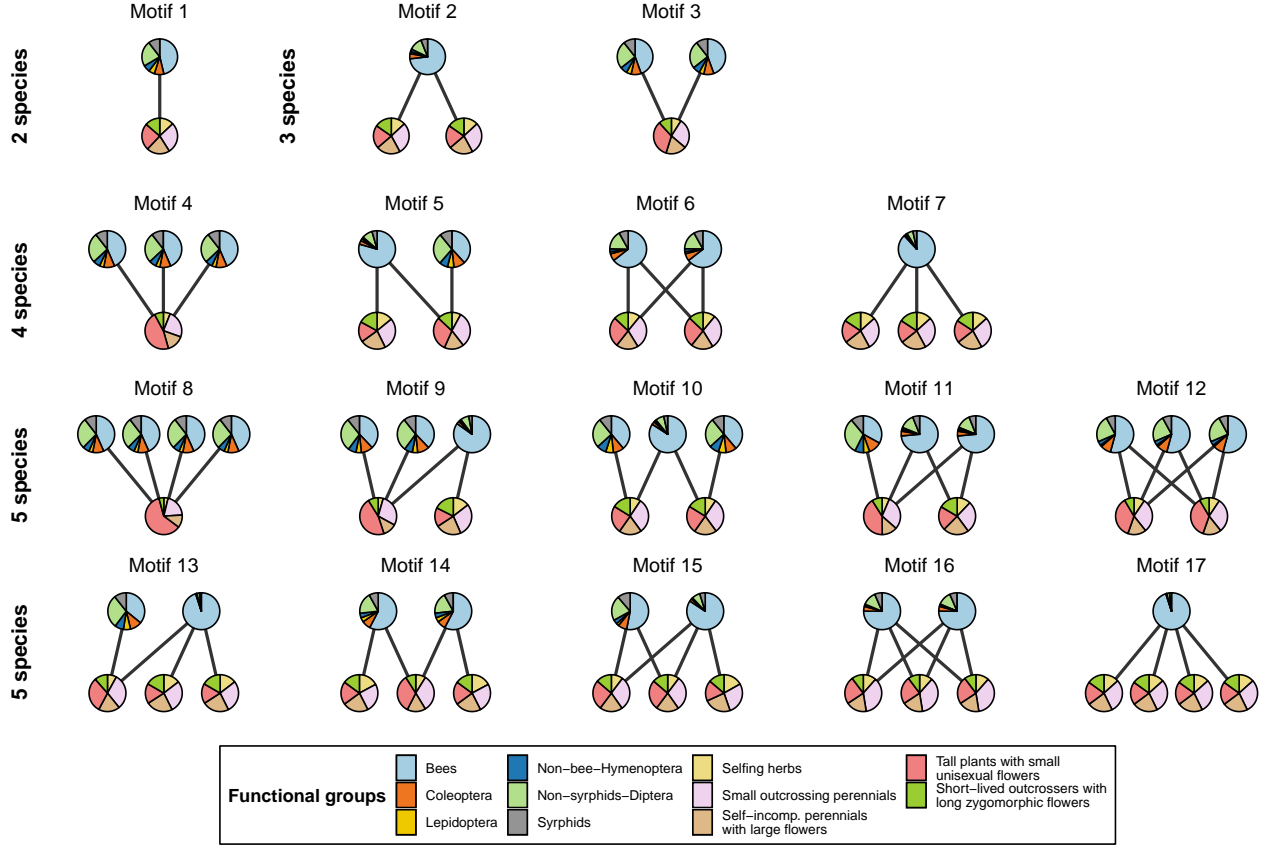 Motif 1
Motif 2
Motif 3
2 species
3 species
Motif 4
Motif 5
Motif 6
Motif 7
4 species
Motif 8
Motif 9
Motif 10
Motif 11
Motif 12
5 species
Motif 13
Motif 14
Motif 15
Motif 16
Motif 17
5 species
Functional groups
Bees
Coleoptera
Lepidoptera
Non−bee−Hymenoptera
Non−syrphids−Diptera
Syrphids
Selfing herbs
Small outcrossing perennials
Self−incomp. perennials
with large flowers
Tall plants with small
unisexual flowers
Short−lived outcrossers with
long zygomorphic flowers